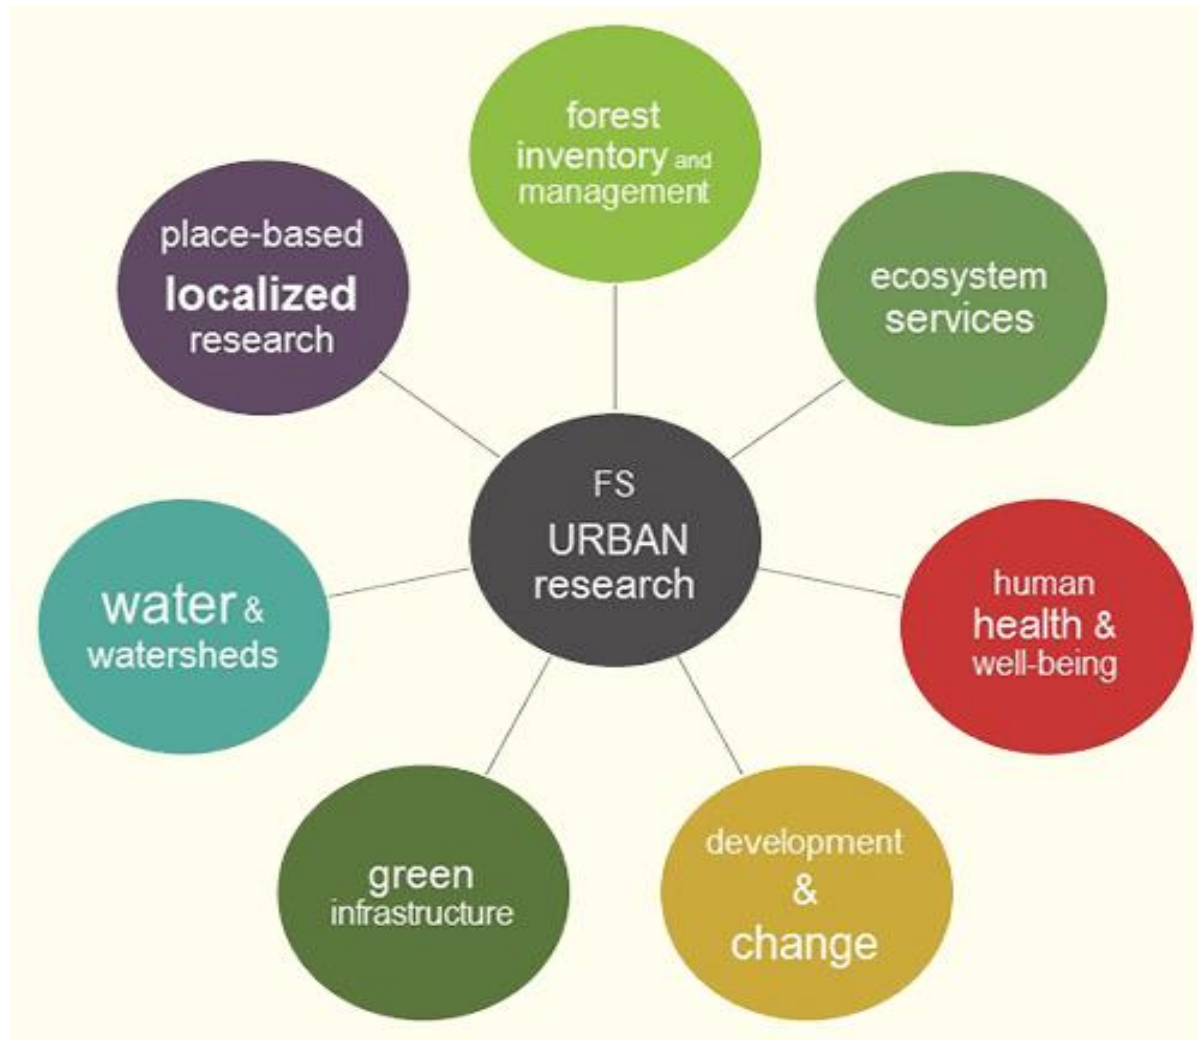 forest
inventory and
management
place-based
localized
research
ecosystem
services
FS
URBAN
research
water &
watersheds
human
health &
well-being
green
infrastructure
development
&
change